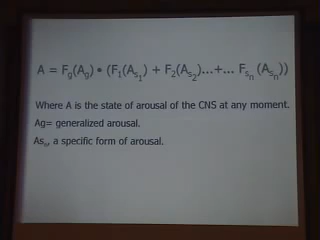 A = Fg(Ag) • (F1(As1) + F2(As2)...+... Fsn (Asn))
Where A is the state of arousal of the CNS at any moment.
Ag= generalized arousal.
Asn, a specific form of arousal.